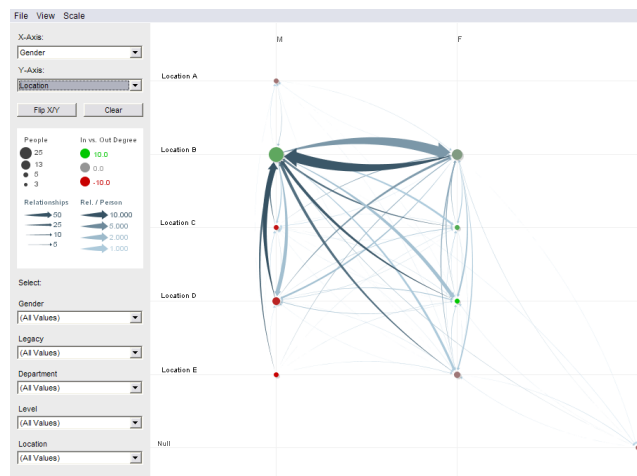 File View Scale
X-Axis:
Gender
Y-Axis:
Location
Flip X/Y Clear
People In vs. Out Degree
25 10.0
13 0.0
5 -10.0
3
Relationships Rel. / Person
50 10.000
25 5.000
10 2.000
5 1.000
Select:
Gender
(All Values)
Legacy
(All Values)
Department
(All Values)
Level
(All Values)
Location
(All Values)
M F
Location A
Location B
Location C
Location D
Location E
Null